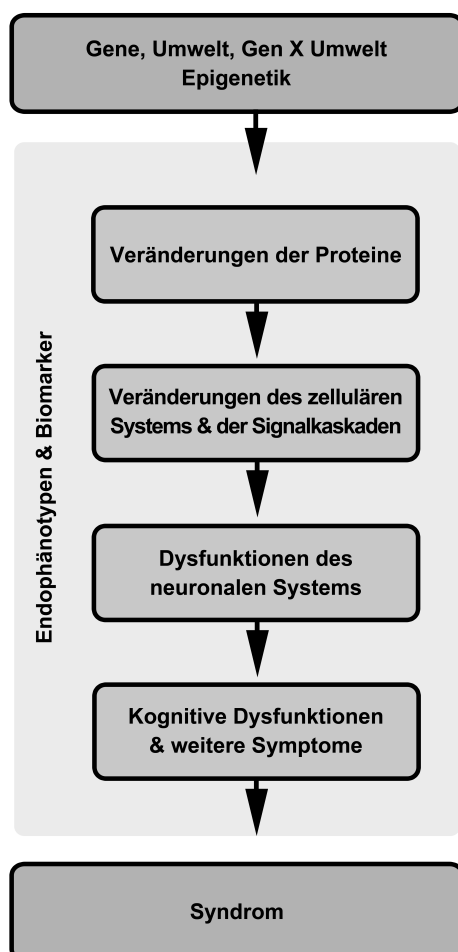 Gene, Umwelt, Gen X Umwelt
Epigenetik
Endophänotypen & Biomarker
Veränderungen der Proteine
Veränderungen des zellulären
Systems & der Signalkaskaden
Dysfunktionen des
neuronalen Systems
Kognitive Dysfunktionen
& weitere Symptome
Syndrom